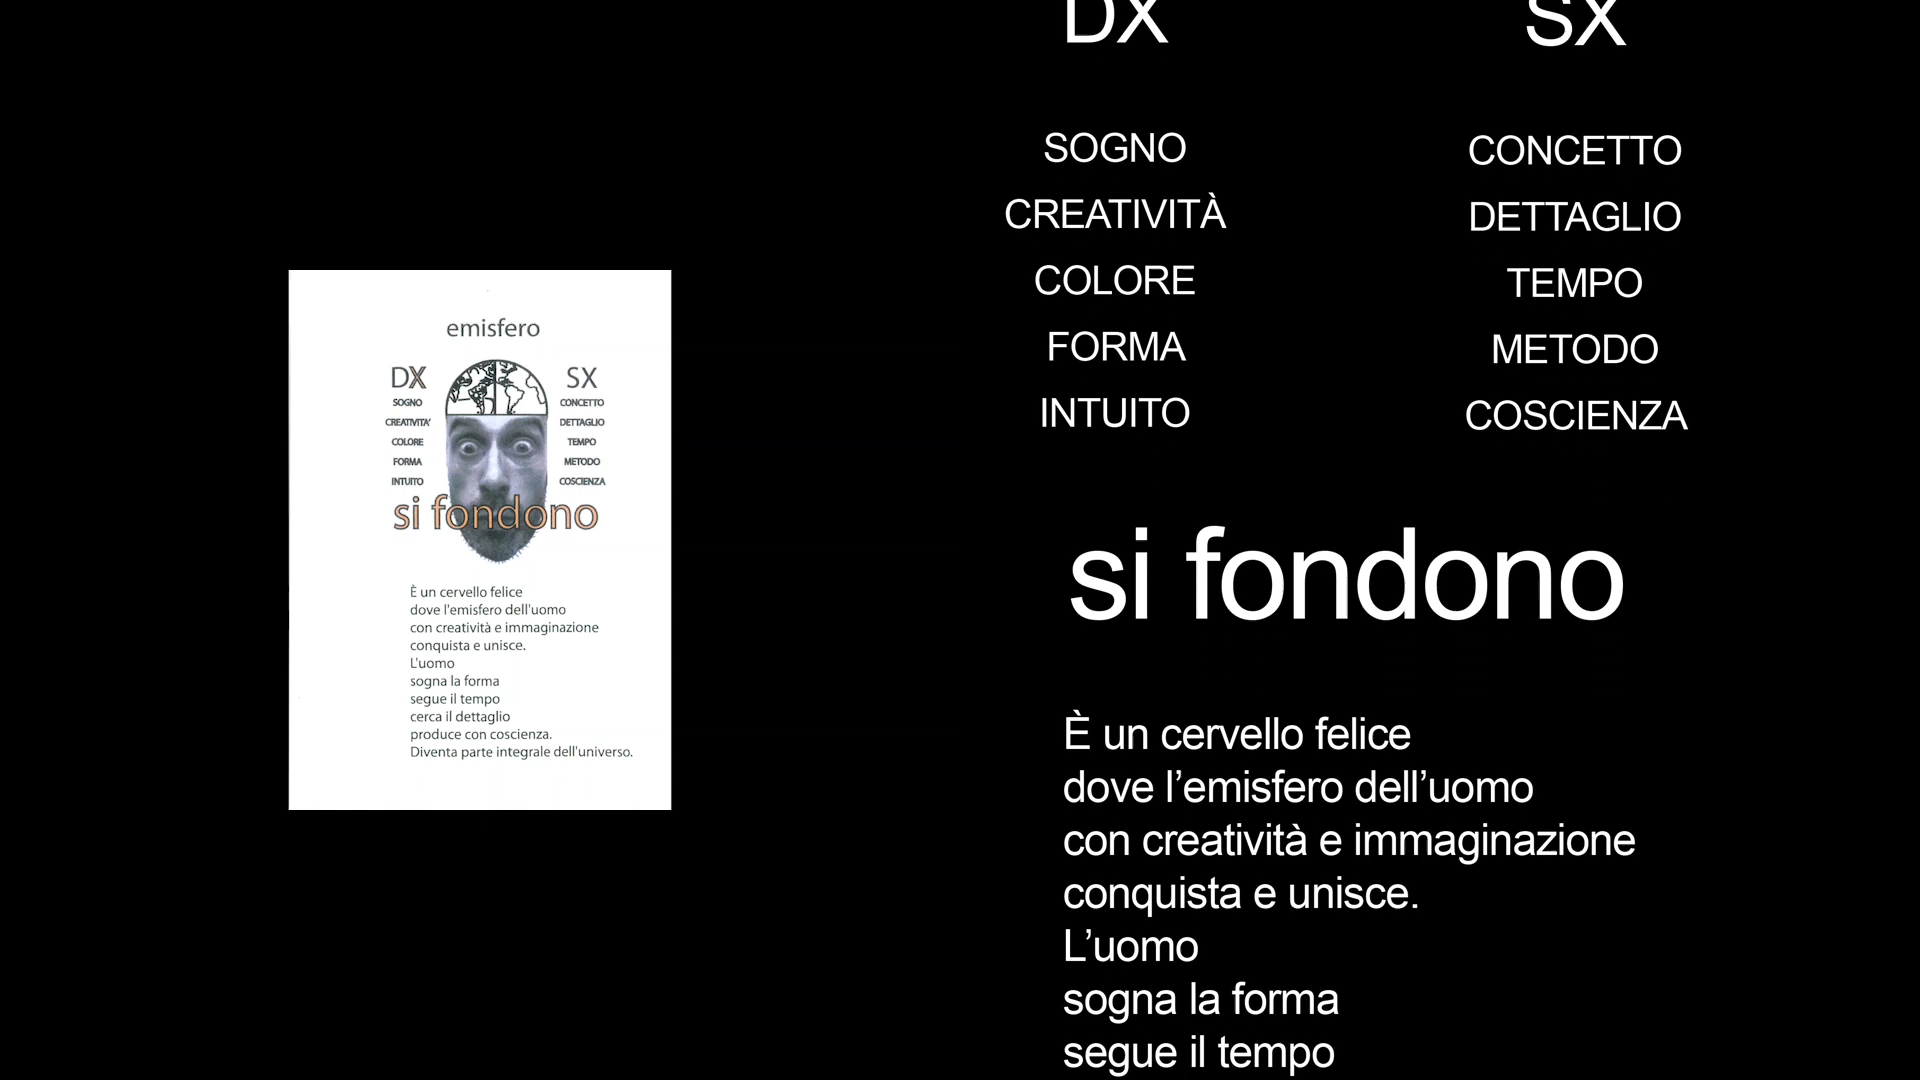 emisfero
DX SX
SOGNO CONCETTO
CREATIVITA' DETTAGLIO
COLORE TEMPO
FORMA METODO
INTUITO COSCIENZA
si fondono
È un cervello felice
dove l'emisfero dell'uomo
con creatività e immaginazione
conquista e unisce.
L'uomo
sogna la forma
segue il tempo
cerca il dettaglio
produce con coscienza.
Diventa parte integrale dell'universo.
DX SX
SOGNO CONCETTO
CREATIVITÀ DETTAGLIO
COLORE TEMPO
FORMA METODO
INTUITO COSCIENZA
si fondono
È un cervello felice
dove l’emisfero dell’uomo
con creatività e immaginazione
conquista e unisce.
L’uomo
sogna la forma
segue il tempo